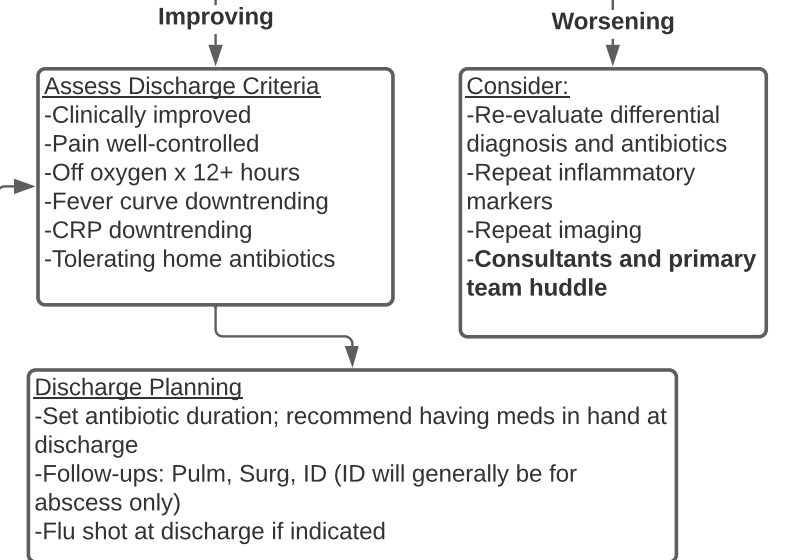 Improving
Worsening
Assess Discharge Criteria
-Clinically improved
-Pain well-controlled
-Off oxygen x 12+ hours
-Fever curve downtrending
-CRP downtrending
-Tolerating home antibiotics
Consider:
-Re-evaluate differential
diagnosis and antibiotics
-Repeat inflammatory
markers
-Repeat imaging
-Consultants and primary
team huddle
Discharge Planning
-Set antibiotic duration; recommend having meds in hand at
discharge
-Follow-ups: Pulm, Surg, ID (ID will generally be for
abscess only)
-Flu shot at discharge if indicated